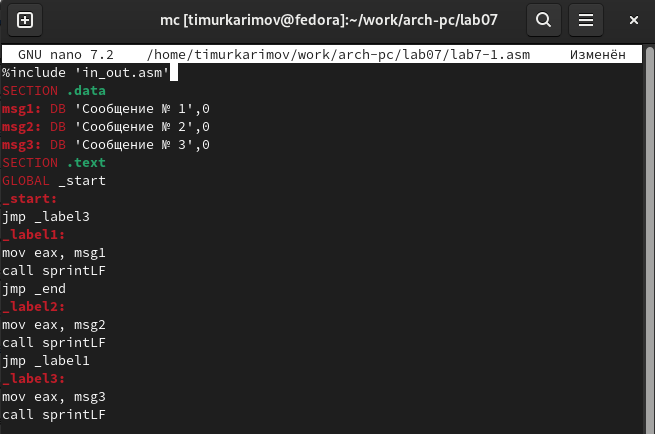 mc [timurkarimov@fedora]:~/work/arch-pc/lab07
GNU nano 7.2 /home/timurkarimov/work/arch-pc/lab07/lab7-1.asm Изменён
%include 'in_out.asm'
SECTION .data
msg1: DB 'Сообщение № 1',0
msg2: DB 'Сообщение № 2',0
msg3: DB 'Сообщение № 3',0
SECTION .text
GLOBAL _start
_start:
jmp _label3
_label1:
mov eax, msg1
call sprintLF
jmp _end
_label2:
mov eax, msg2
call sprintLF
jmp _label1
_label3:
mov eax, msg3
call sprintLF